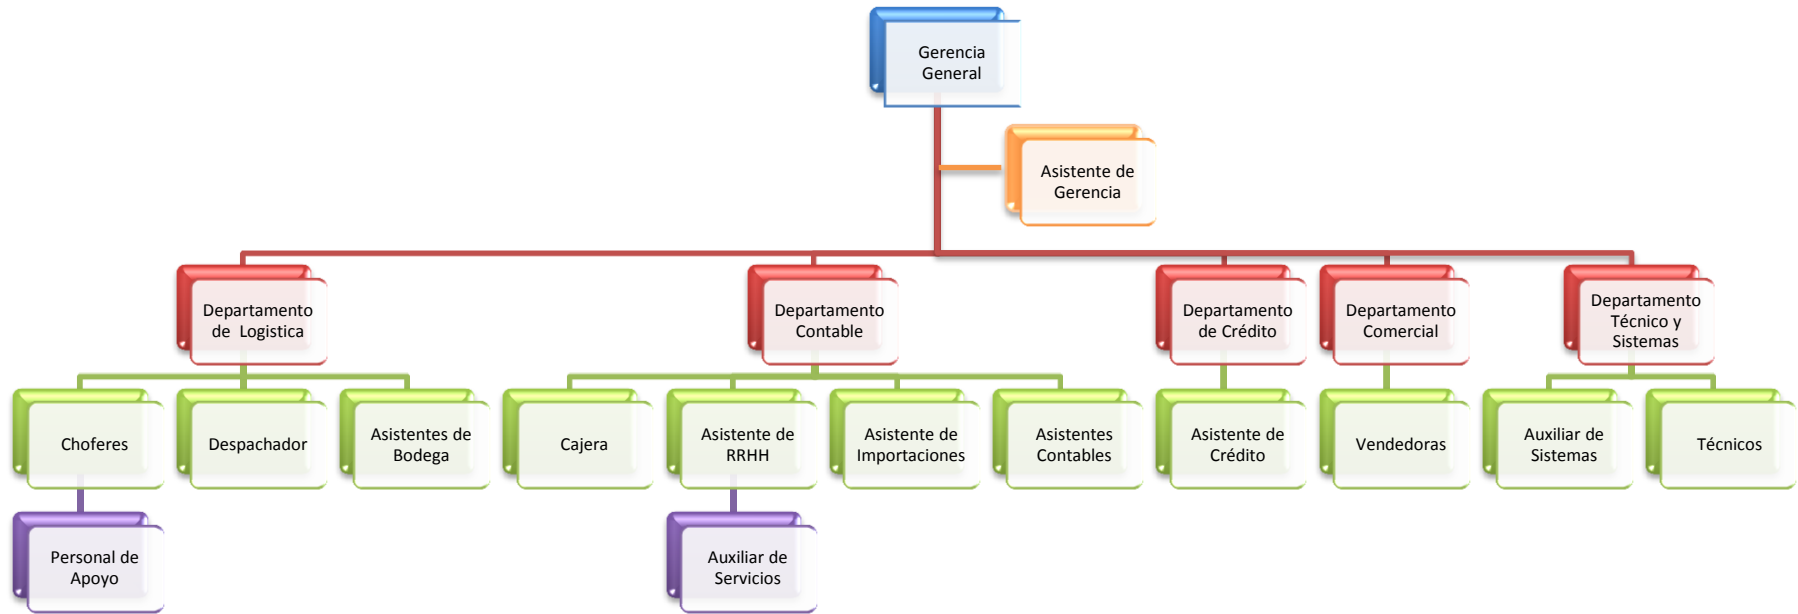 Gerencia
General
Asistente de
Gerencia
Departamento
de Logistica
Departamento
Contable
Departamento
de Crédito
Departamento
Comercial
Departamento
Técnico y
Sistemas
Choferes
Despachador
Asistentes de
Bodega
Cajera
Asistente de
RRHH
Asistente de
Importaciones
Asistentes
Contables
Asistente de
Crédito
Vendedoras
Auxiliar de
Sistemas
Técnicos
Personal de
Apoyo
Auxiliar de
Servicios